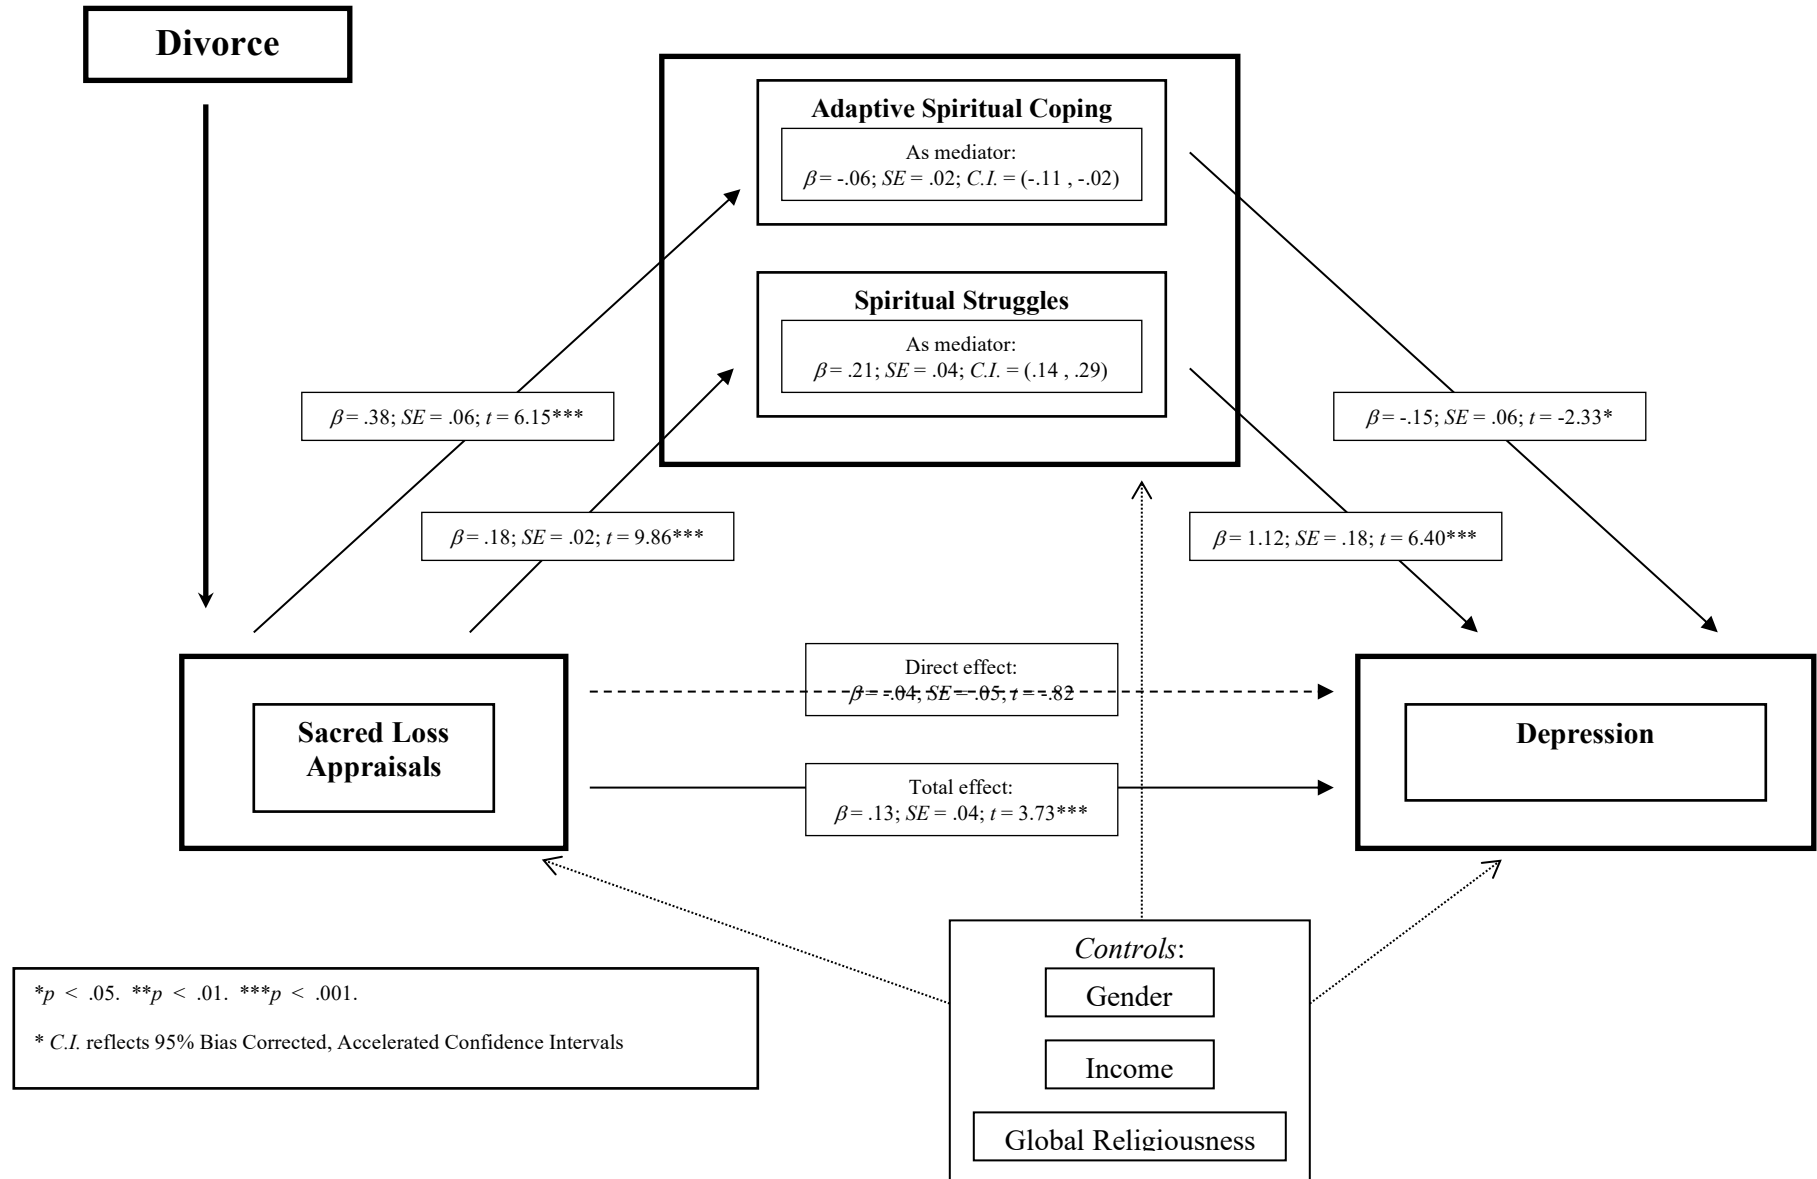 Divorce
Adaptive Spiritual Coping
As mediator:
β = -.06; SE = .02; C.I. = (-.11 , -.02)
Spiritual Struggles
As mediator:
β = .21; SE = .04; C.I. = (.14 , .29)
β = .38; SE = .06; t = 6.15***
β = -.15; SE = .06; t = -2.33*
β = .18; SE = .02; t = 9.86***
β = 1.12; SE = .18; t = 6.40***
Direct effect:
β = -.04; SE = .05; t = -.82
Sacred Loss
Appraisals
Depression
Total effect:
β = .13; SE = .04; t = 3.73***
Controls:
Gender
Income
Global Religiousness
*p < .05. **p < .01. ***p < .001.
* C.I. reflects 95% Bias Corrected, Accelerated Confidence Intervals